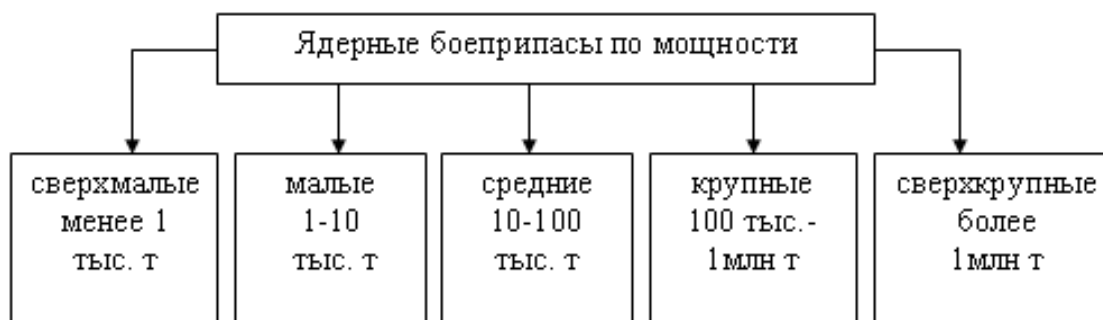 Ядерные боеприпасы по мощности
сверхмалые
менее 1
тыс. т
малые
1-10
тыс. т
средние
10-100
тыс. т
крупные
100 тыс.-
1млн т
сверхкрупные
более
1млн т